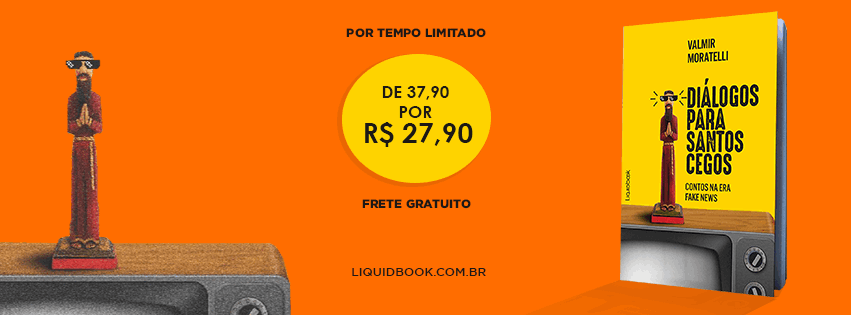 POR TEMPO LIMITADO
DE 37,90
POR
R$ 27,90
FRETE GRATUITO
LIQUIDBOOK.COM.BR
VALMIR
MORATELLI
DIÁLOGOS
PARA
SANTOS
CEGOS
CONTOS NA ERA
FAKE NEWS
Liquidbook